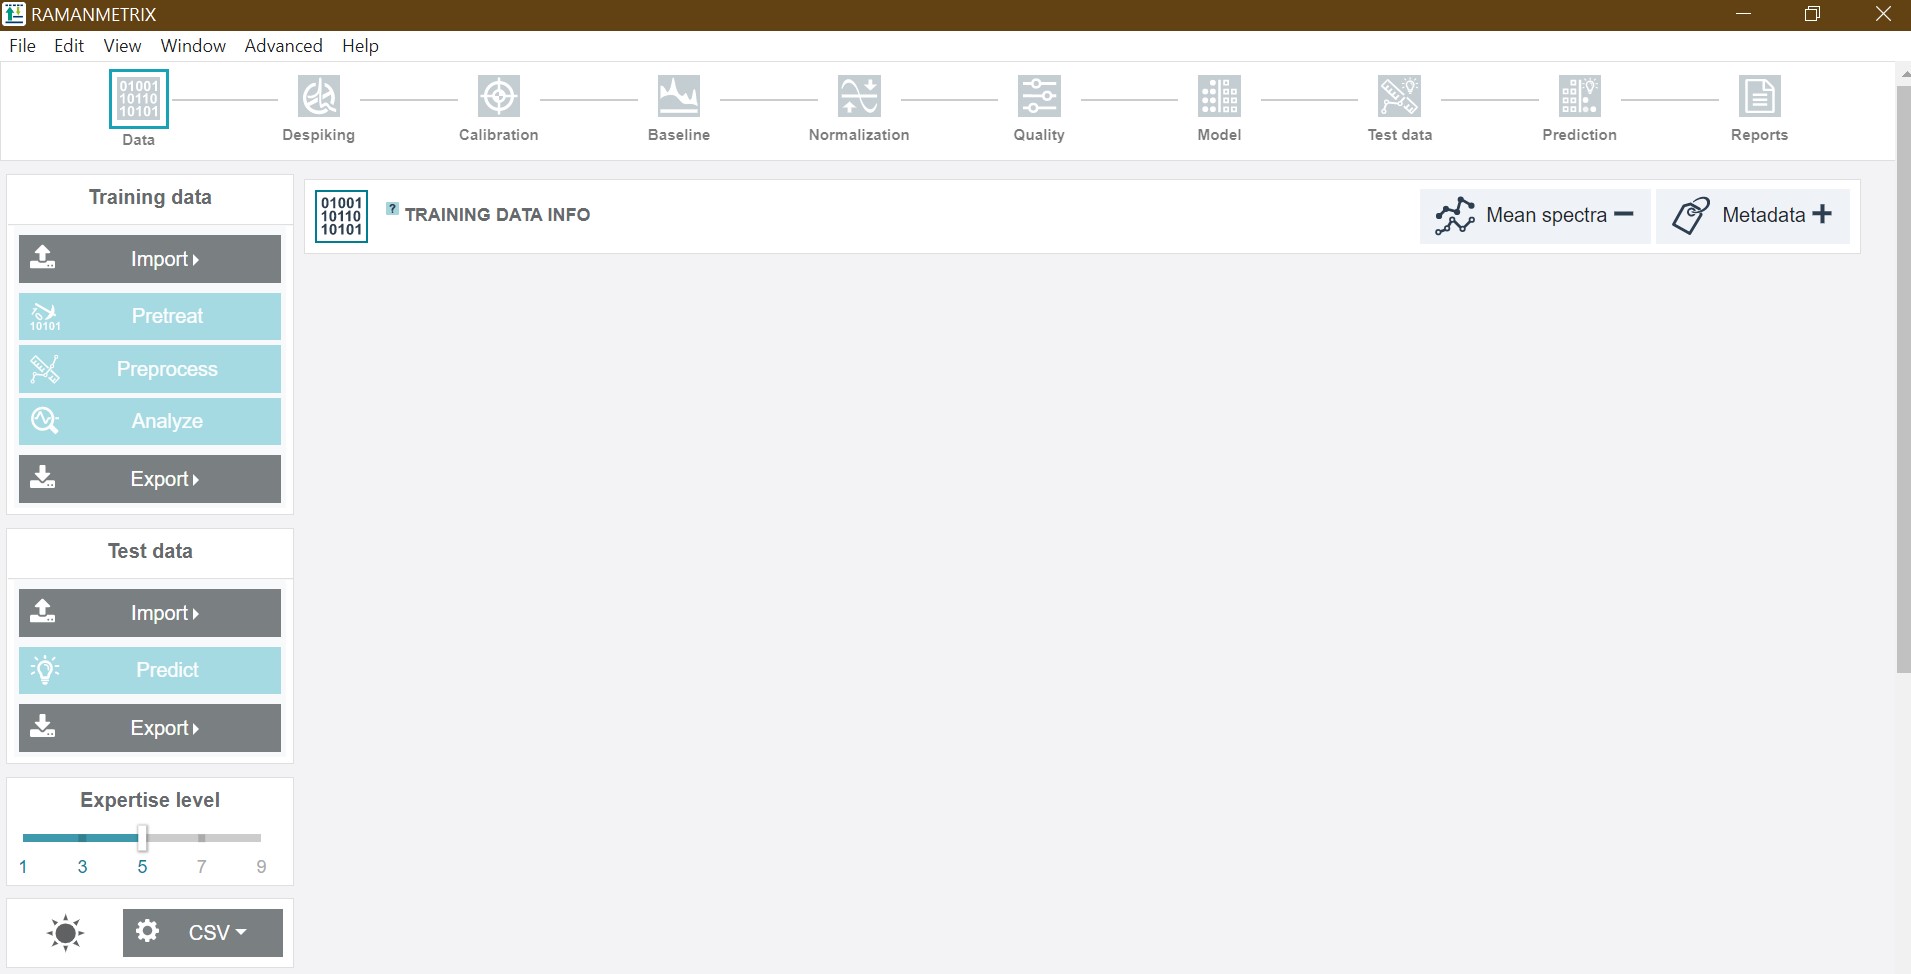 RAMANMETRIX
File Edit View Window Advanced Help
01001
10110
10101
Data Despiking Calibration Baseline Normalization Quality Model Test data Prediction Reports
Training data
Import
10101
Pretreat
Preprocess
Analyze
Export
01001
10110
10101
? TRAINING DATA INFO
Mean spectra
Metadata
Test data
Import
Predict
Export
Expertise level
1 3 5 7 9
CSV